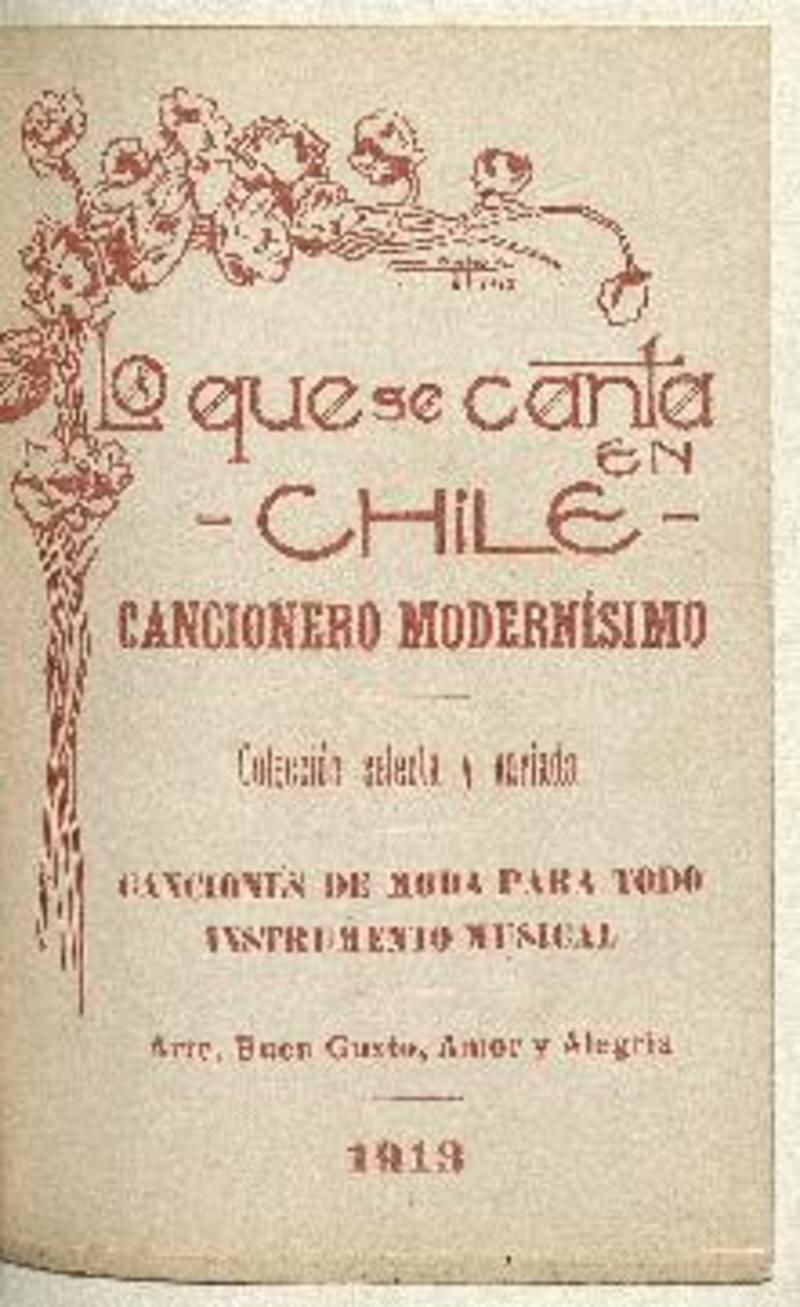 Lo que se canta
EN
- CHiLE -
CANCIONERO MODERNÍSIMO
Colección selecta y variada
CANCIONES DE MODA PARA TODO
INSTRUMENTO MUSICAL
Arte, Buen Gusto, Amor y Alegria
1913